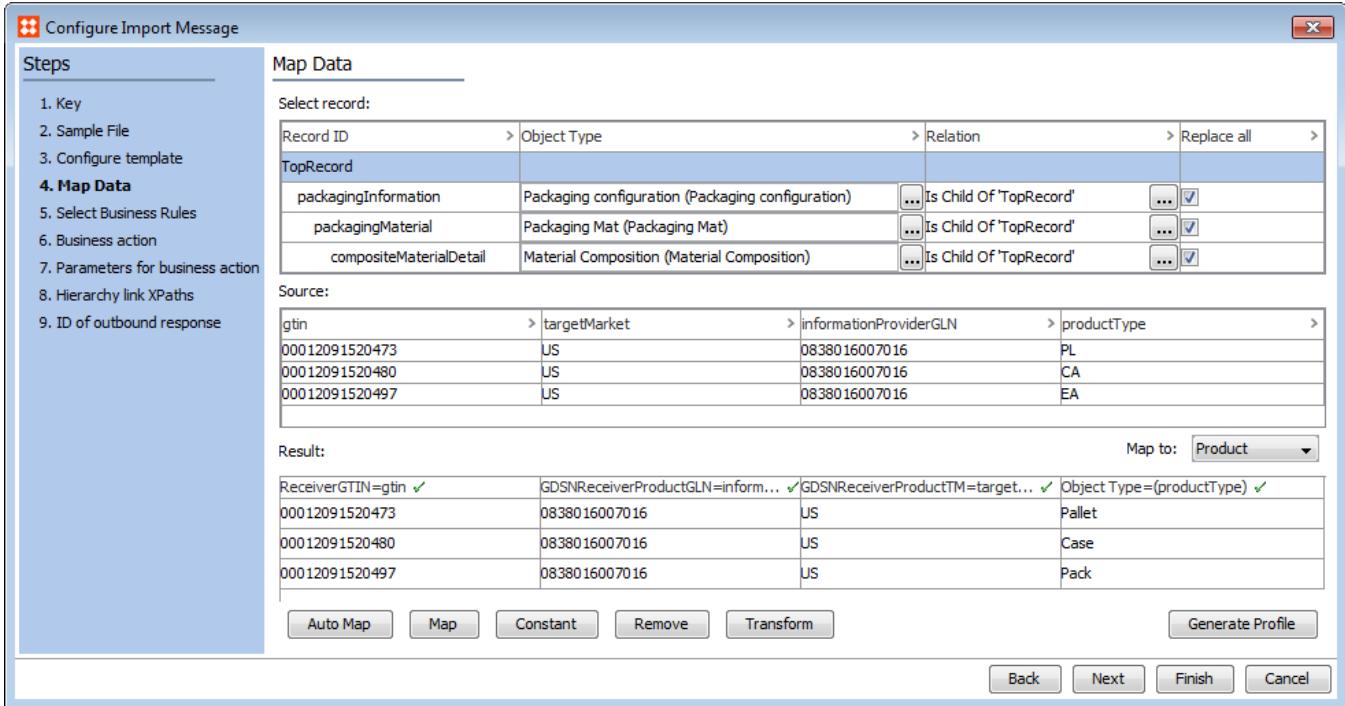 Configure Import Message
Steps
1. Key
2. Sample File
3. Configure template
4. Map Data
5. Select Business Rules
6. Business action
7. Parameters for business action
8. Hierarchy link XPaths
9. ID of outbound response
Map Data
Select record:
Record ID > Object Type > Relation > Replace all >
TopRecord
packagingInformation Packaging configuration (Packaging configuration) ... Is Child Of 'TopRecord' ...
packagingMaterial Packaging Mat (Packaging Mat) ... Is Child Of 'TopRecord' ...
compositeMaterialDetail Material Composition (Material Composition) ... Is Child Of 'TopRecord' ...
Source:
gtin > targetMarket > informationProviderGLN > productType >
00012091520473 US 0838016007016 PL
00012091520480 US 0838016007016 CA
00012091520497 US 0838016007016 EA
Result: Map to: Product
ReceiverGTIN=gtin ✓ GDSNReceiverProductGLN=inform... ✓ GDSNReceiverProductTM=target... ✓ Object Type=(productType) ✓
00012091520473 0838016007016 US Pallet
00012091520480 0838016007016 US Case
00012091520497 0838016007016 US Pack
Auto Map Map Constant Remove Transform Generate Profile
Back Next Finish Cancel